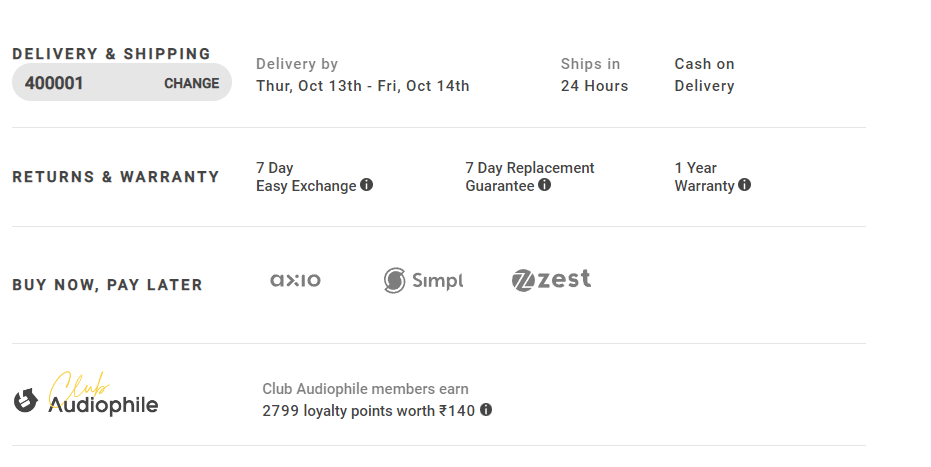 DELIVERY & SHIPPING
400001 CHANGE
Delivery by
Thur, Oct 13th - Fri, Oct 14th
Ships in
24 Hours
Cash on
Delivery
RETURNS & WARRANTY
7 Day
Easy Exchange
7 Day Replacement
Guarantee
1 Year
Warranty
BUY NOW, PAY LATER
axio
Simpl
zest
Club
Audiophile
Club Audiophile members earn
2799 loyalty points worth ₹140